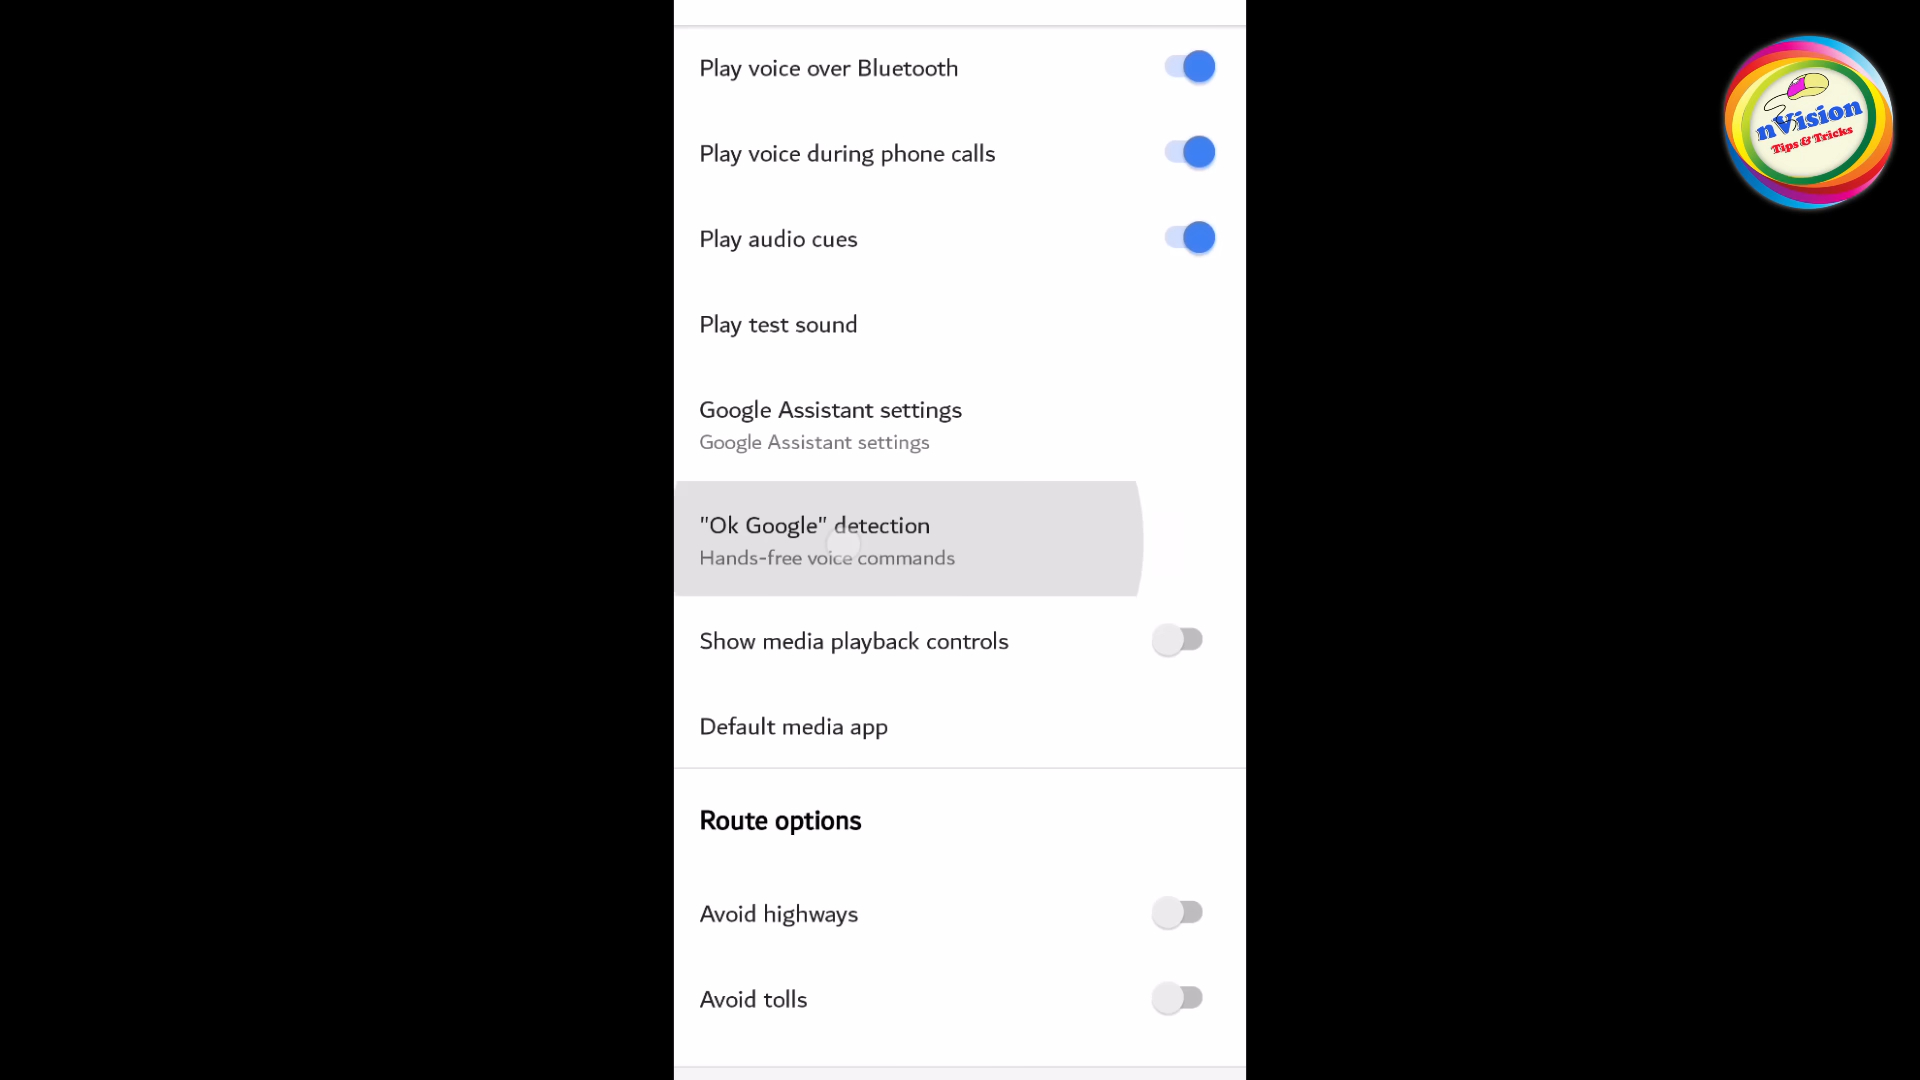 Play voice over Bluetooth
Play voice during phone calls
Play audio cues
Play test sound
Google Assistant settings
Google Assistant settings
"Ok Google" detection
Hands-free voice commands
Show media playback controls
Default media app
Route options
Avoid highways
Avoid tolls
nVision
Tips & Tricks